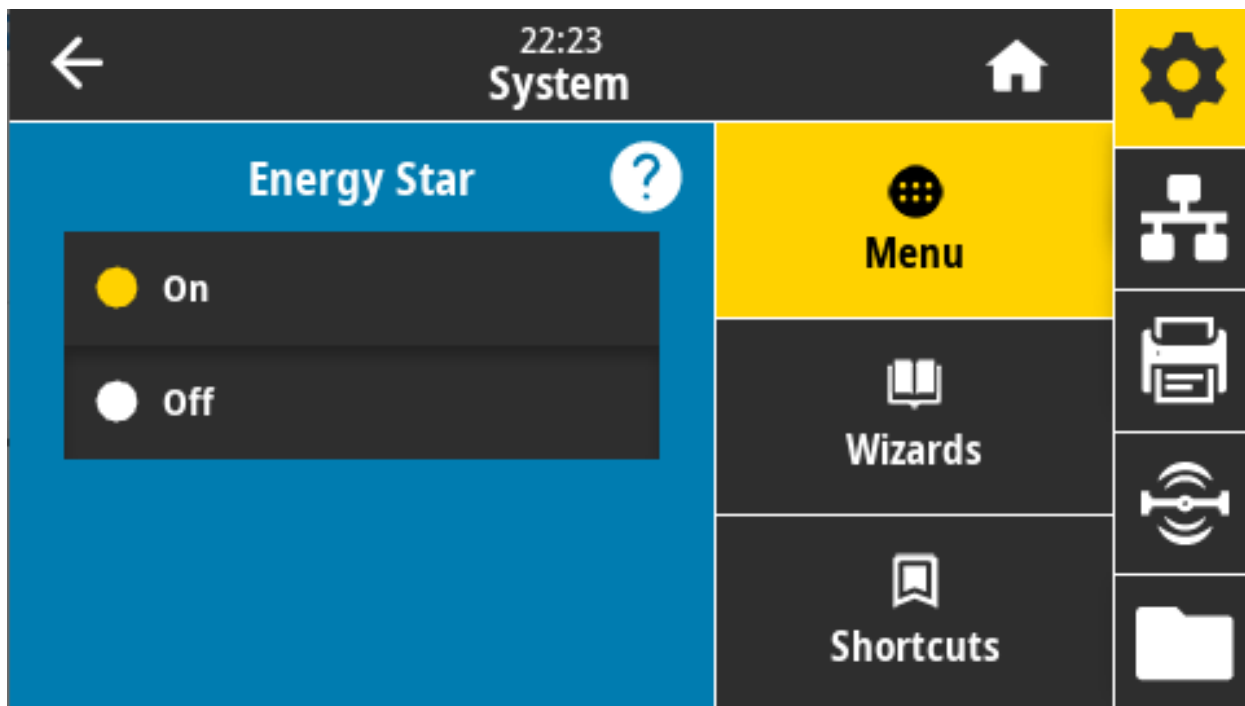 22:23
System
Energy Star
?
On
Off
Menu
Wizards
Shortcuts